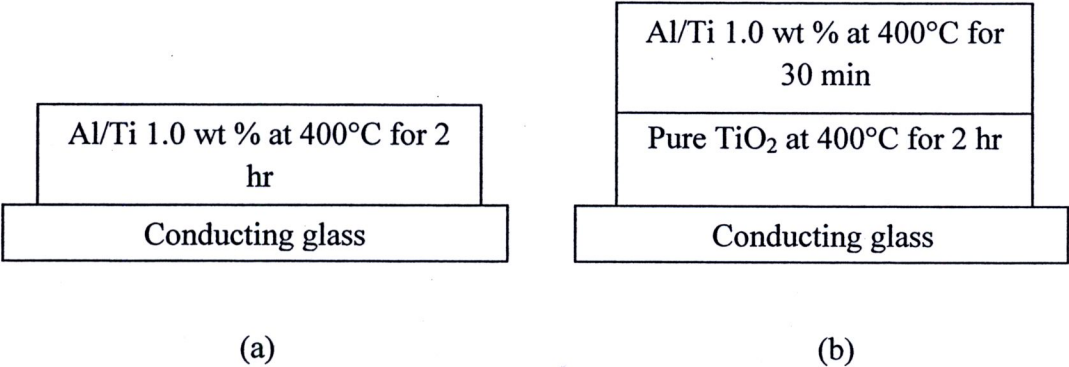 Al/Ti 1.0 wt % at 400°C for 2
hr
Conducting glass
(a)
Al/Ti 1.0 wt % at 400°C for
30 min
Pure TiO₂ at 400°C for 2 hr
Conducting glass
(b)